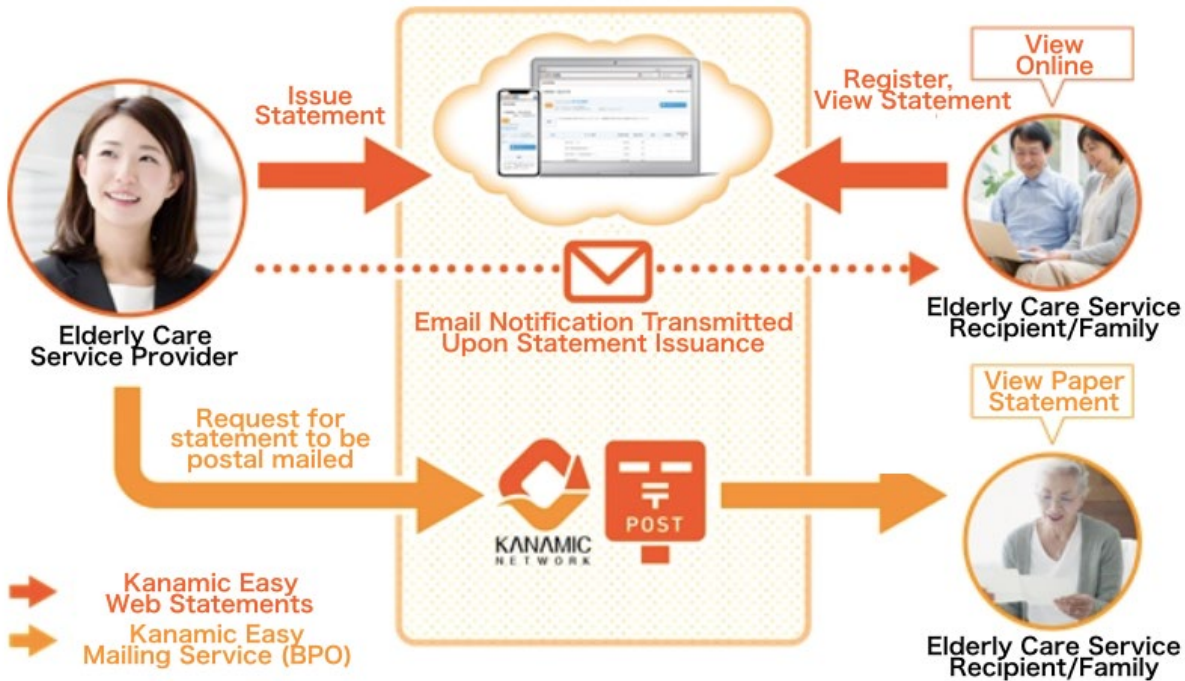 Issue
Statement
Register,
View Statement
View
Online
Email Notification Transmitted
Upon Statement Issuance
Elderly Care
Service Provider
Elderly Care Service
Recipient/Family
Request for
statement to be
postal mailed
KANAMIC
NETWORK
POST
View Paper
Statement
Elderly Care Service
Recipient/Family
Kanamic Easy
Web Statements
Kanamic Easy
Mailing Service (BPO)